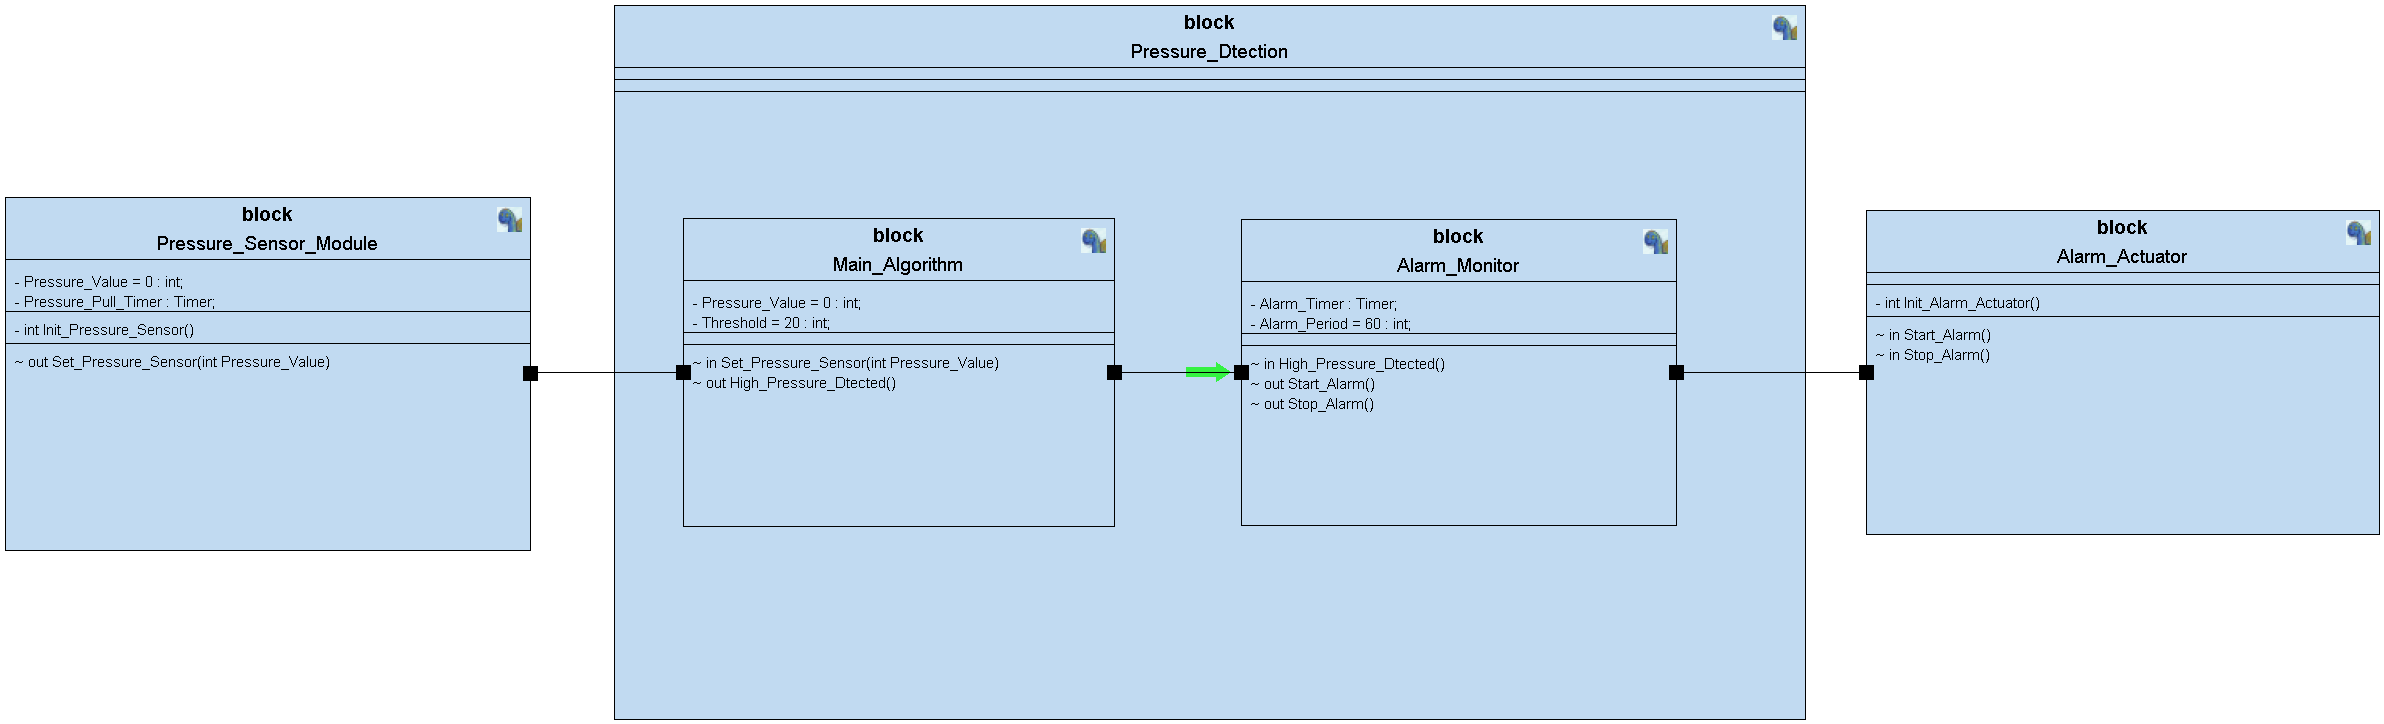 block
Pressure_Dtection
block
Pressure_Sensor_Module
- Pressure_Value = 0 : int;
- Pressure_Pull_Timer : Timer;
- int Init_Pressure_Sensor()
~ out Set_Pressure_Sensor(int Pressure_Value)
block
Main_Algorithm
- Pressure_Value = 0 : int;
- Threshold = 20 : int;
~ in Set_Pressure_Sensor(int Pressure_Value)
~ out High_Pressure_Dtected()
block
Alarm_Monitor
- Alarm_Timer : Timer;
- Alarm_Period = 60 : int;
~ in High_Pressure_Dtected()
~ out Start_Alarm()
~ out Stop_Alarm()
block
Alarm_Actuator
- int Init_Alarm_Actuator()
~ in Start_Alarm()
~ in Stop_Alarm()